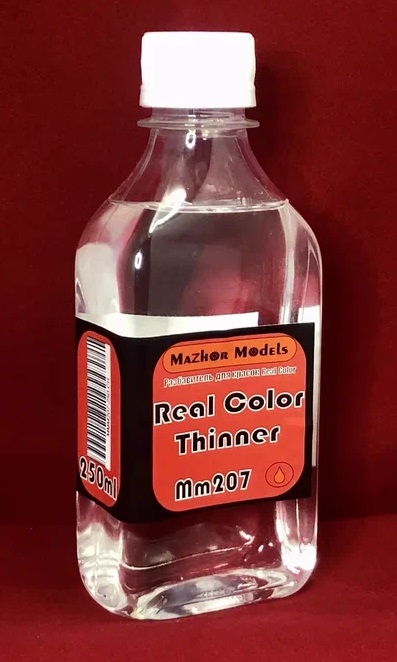 MaZhor Models
Разбавитель для красок Real Color
Real Color
Thinner
Mm207
250ml